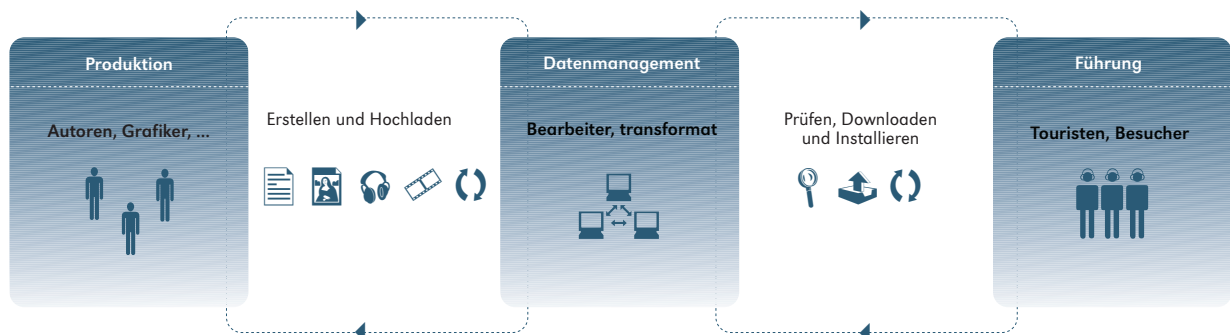 Produktion
Autoren, Grafiker, ...
Erstellen und Hochladen
Datenmanagement
Bearbeiter, transformat
Prüfen, Downloaden
und Installieren
Führung
Touristen, Besucher